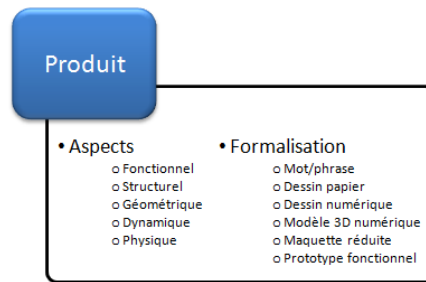 Produit
• Aspects
o Fonctionnel
o Structurel
o Géométrique
o Dynamique
o Physique
• Formalisation
o Mot/phrase
o Dessin papier
o Dessin numérique
o Modèle 3D numérique
o Maquette réduite
o Prototype fonctionnel